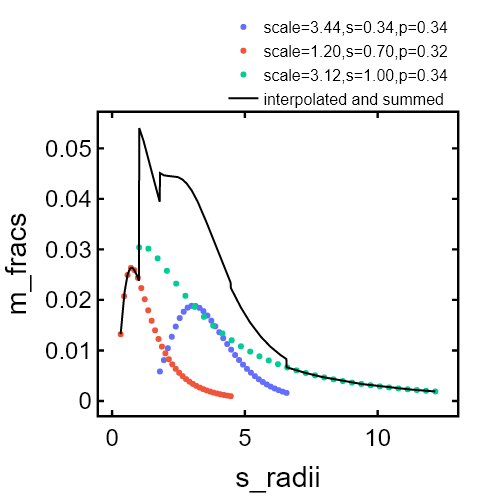 scale=3.44,s=0.34,p=0.34
scale=1.20,s=0.70,p=0.32
scale=3.12,s=1.00,p=0.34
interpolated and summed
0.05
0.04
0.03
0.02
0.01
0
m_fracs
0 5 10
s_radii